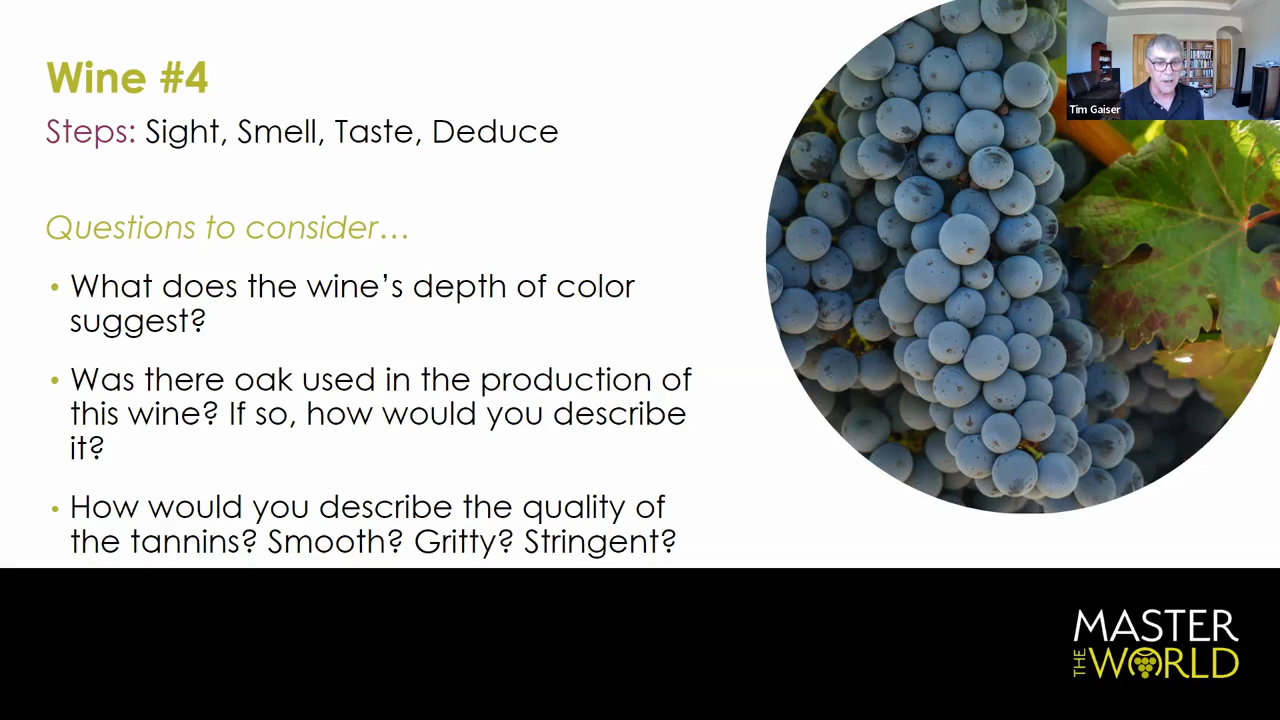 Wine #4
Steps: Sight, Smell, Taste, Deduce
Questions to consider…
• What does the wine’s depth of color
suggest?
• Was there oak used in the production of
this wine? If so, how would you describe
it?
• How would you describe the quality of
the tannins? Smooth? Gritty? Stringent?
Tim Gaiser
MASTER
THE WORLD